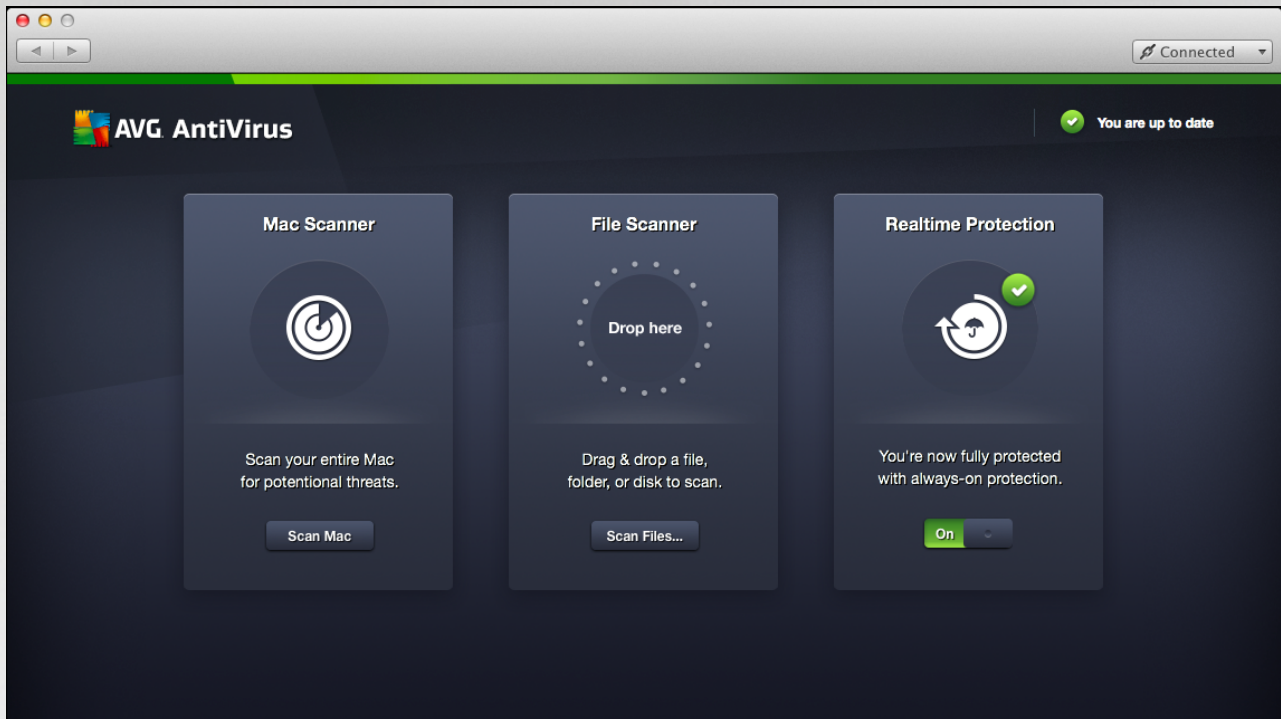 Connected
AVG AntiVirus
You are up to date
Mac Scanner
Scan your entire Mac
for potentional threats.
Scan Mac
File Scanner
Drop here
Drag & drop a file,
folder, or disk to scan.
Scan Files...
Realtime Protection
You're now fully protected
with always-on protection.
On